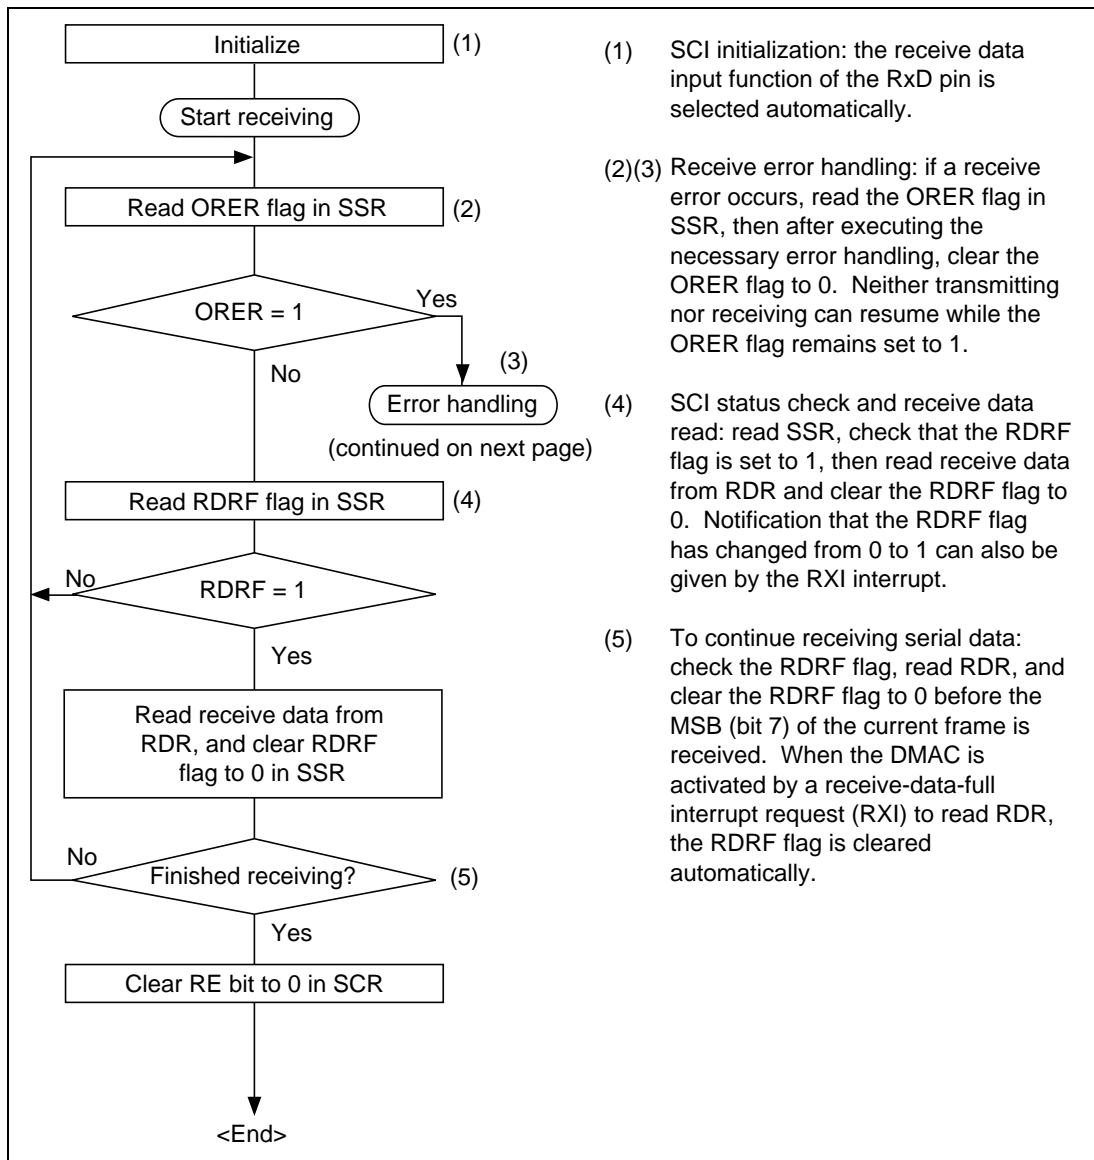 Initialize
(1)
Start receiving
Read ORER flag in SSR
(2)
ORER = 1
Yes
No
(3)
Error handling
(continued on next page)
Read RDRF flag in SSR
(4)
No
RDRF = 1
Yes
Read receive data from
RDR, and clear RDRF
flag to 0 in SSR
No
Finished receiving?
(5)
Yes
Clear RE bit to 0 in SCR
<End>
(1) SCI initialization: the receive data
input function of the RxD pin is
selected automatically.
(2)(3) Receive error handling: if a receive
error occurs, read the ORER flag in
SSR, then after executing the
necessary error handling, clear the
ORER flag to 0. Neither transmitting
nor receiving can resume while the
ORER flag remains set to 1.
(4) SCI status check and receive data
read: read SSR, check that the RDRF
flag is set to 1, then read receive data
from RDR and clear the RDRF flag to
0. Notification that the RDRF flag
has changed from 0 to 1 can also be
given by the RXI interrupt.
(5) To continue receiving serial data:
check the RDRF flag, read RDR, and
clear the RDRF flag to 0 before the
MSB (bit 7) of the current frame is
received. When the DMAC is
activated by a receive-data-full
interrupt request (RXI) to read RDR,
the RDRF flag is cleared
automatically.